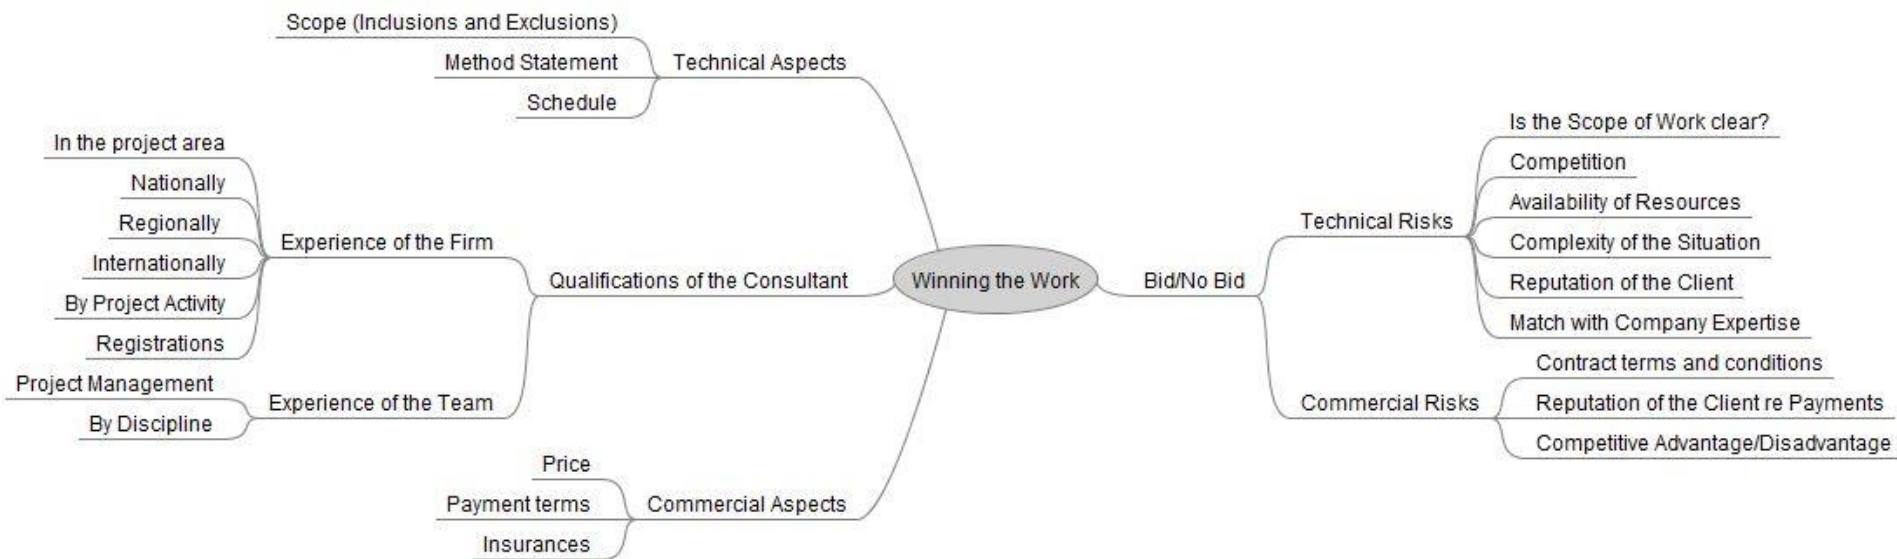 Scope (Inclusions and Exclusions)
Method Statement
Schedule
Technical Aspects
In the project area
Nationally
Regionally
Internationally
By Project Activity
Registrations
Experience of the Firm
Project Management
By Discipline
Experience of the Team
Qualifications of the Consultant
Price
Payment terms
Insurances
Commercial Aspects
Winning the Work
Bid/No Bid
Technical Risks
Is the Scope of Work clear?
Competition
Availability of Resources
Complexity of the Situation
Reputation of the Client
Match with Company Expertise
Commercial Risks
Contract terms and conditions
Reputation of the Client re Payments
Competitive Advantage/Disadvantage